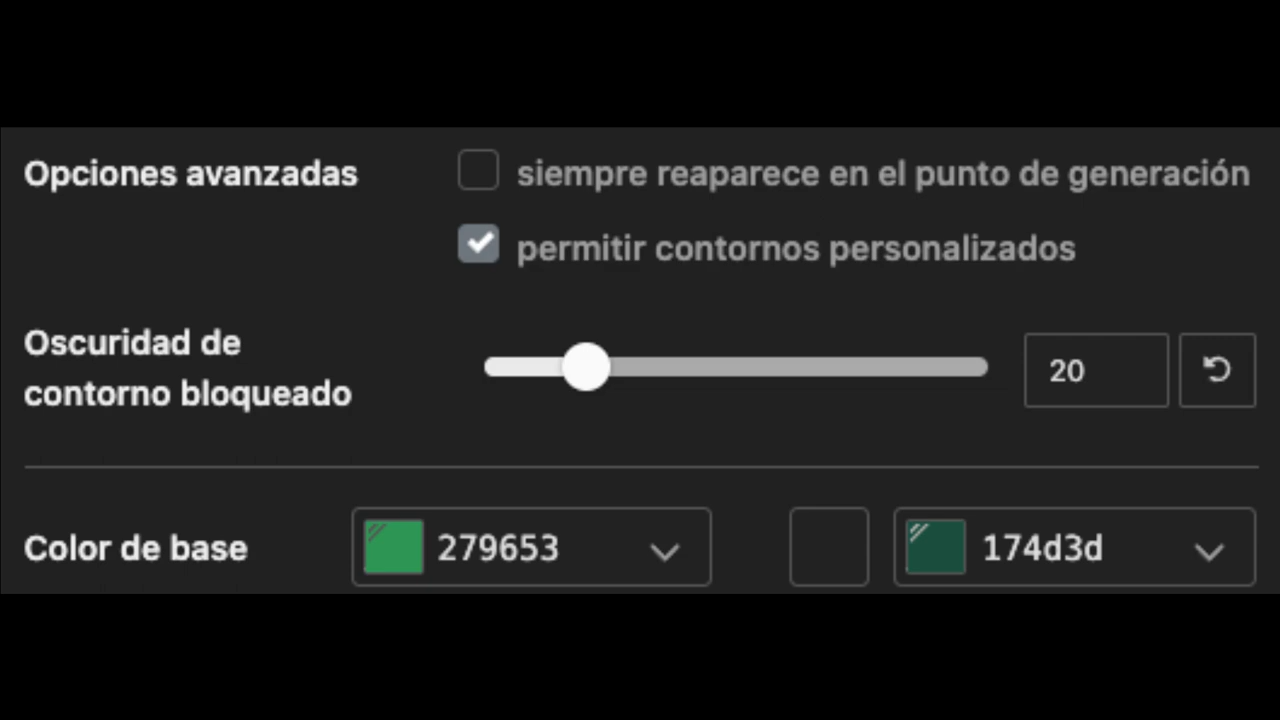 Opciones avanzadas
siempre reaparece en el punto de generación
permitir contornos personalizados
Oscuridad de
contorno bloqueado
20
Color de base
279653
174d3d